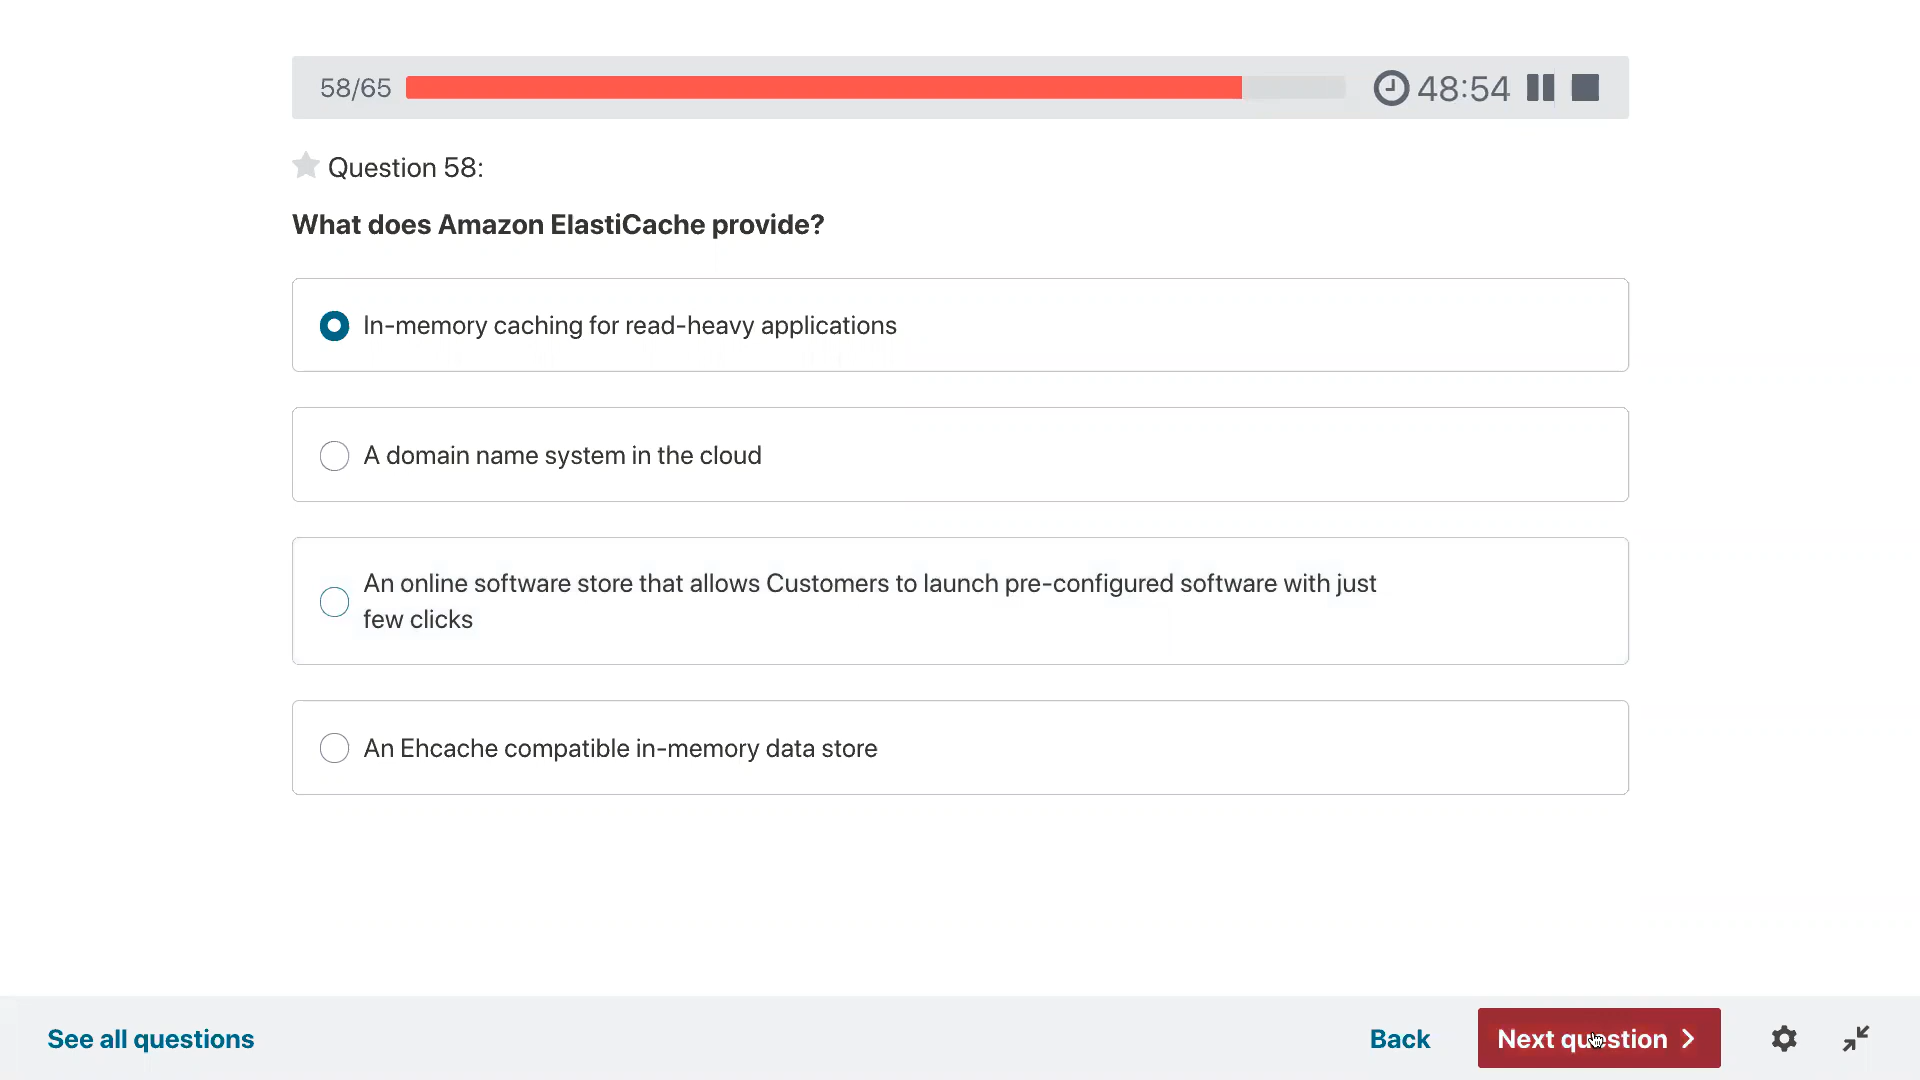 58/65
48:54
Question 58:
What does Amazon ElastiCache provide?
In-memory caching for read-heavy applications
A domain name system in the cloud
An online software store that allows Customers to launch pre-configured software with just
few clicks
An Ehcache compatible in-memory data store
See all questions
Back
Next question